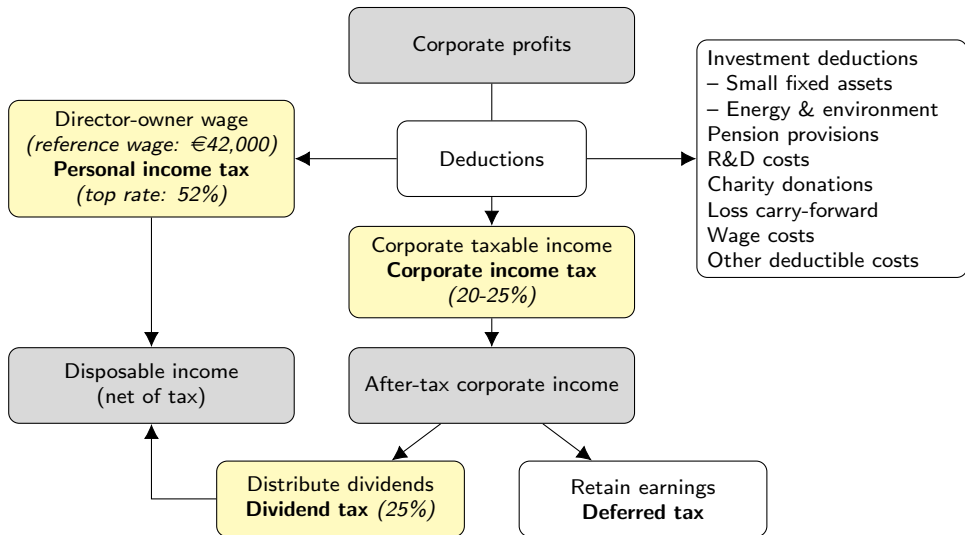 Corporate profits
Director-owner wage
(reference wage: €42,000)
Personal income tax
(top rate: 52%)
Deductions
Investment deductions
– Small fixed assets
– Energy & environment
Pension provisions
R&D costs
Charity donations
Loss carry-forward
Wage costs
Other deductible costs
Corporate taxable income
Corporate income tax
(20-25%)
Disposable income
(net of tax)
After-tax corporate income
Distribute dividends
Dividend tax (25%)
Retain earnings
Deferred tax